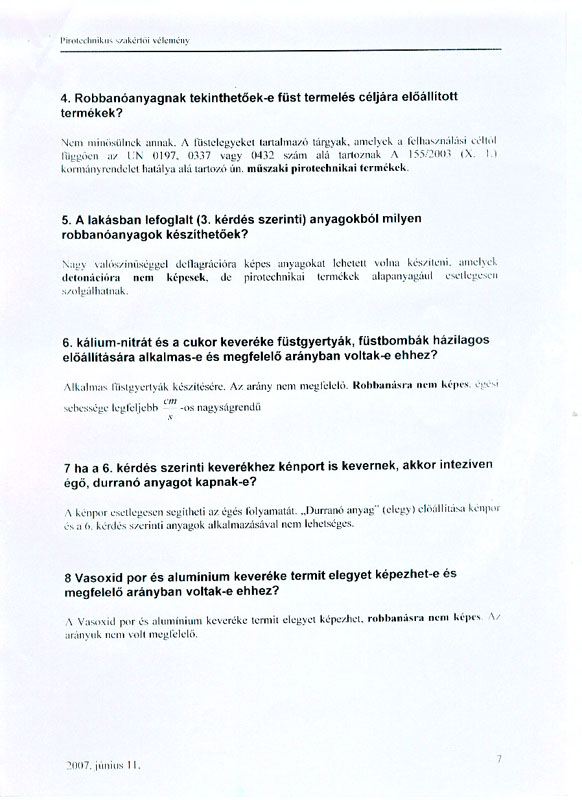 Pirotechnikus szakértői vélemény
4. Robbanóanyagnak tekinthetőek-e füst termelés céljára előállított
termékek?
Nem minősülnek annak. A füstelegyeket tartalmazó tárgyak, amelyek a felhasználási céltól
függően az UN 0197, 0337 vagy 0432 szám alá tartoznak A 155/2003 (X. 1.)
kormányrendelet hatálya alá tartozó ún. műszaki pirotechnikai termékek.
5. A lakásban lefoglalt (3. kérdés szerinti) anyagokból milyen
robbanóanyagok készíthetőek?
Nagy valószínűséggel deflagrációra képes anyagokat lehetett volna készíteni, amelyek
detonációra nem képesek, de pirotechnikai termékek alapanyagául esetlegesen
szolgálhatnak.
6. kálium-nitrát és a cukor keveréke füstgyertyák, füstbombák házilagos
előállítására alkalmas-e és megfelelő arányban voltak-e ehhez?
Alkalmas füstgyertyák készítésére. Az arány nem megfelelő. Robbanásra nem képes, égési
sebessége legfeljebb cm/s -os nagyságrendű
7 ha a 6. kérdés szerinti keverékhez kénport is kevernek, akkor intezíven
égő, durranó anyagot kapnak-e?
A kénpor esetlegesen segítheti az égés folyamatát. „Durranó anyag" (elegy) előállítása kénpor
és a 6. kérdés szerinti anyagok alkalmazásával nem lehetséges.
8 Vasoxid por és alumínium keveréke termit elegyet képezhet-e és
megfelelő arányban voltak-e ehhez?
A Vasoxid por és alumínium keveréke termit elegyet képezhet, robbanásra nem képes. Az
arányuk nem volt megfelelő.
2007. június 11.
7